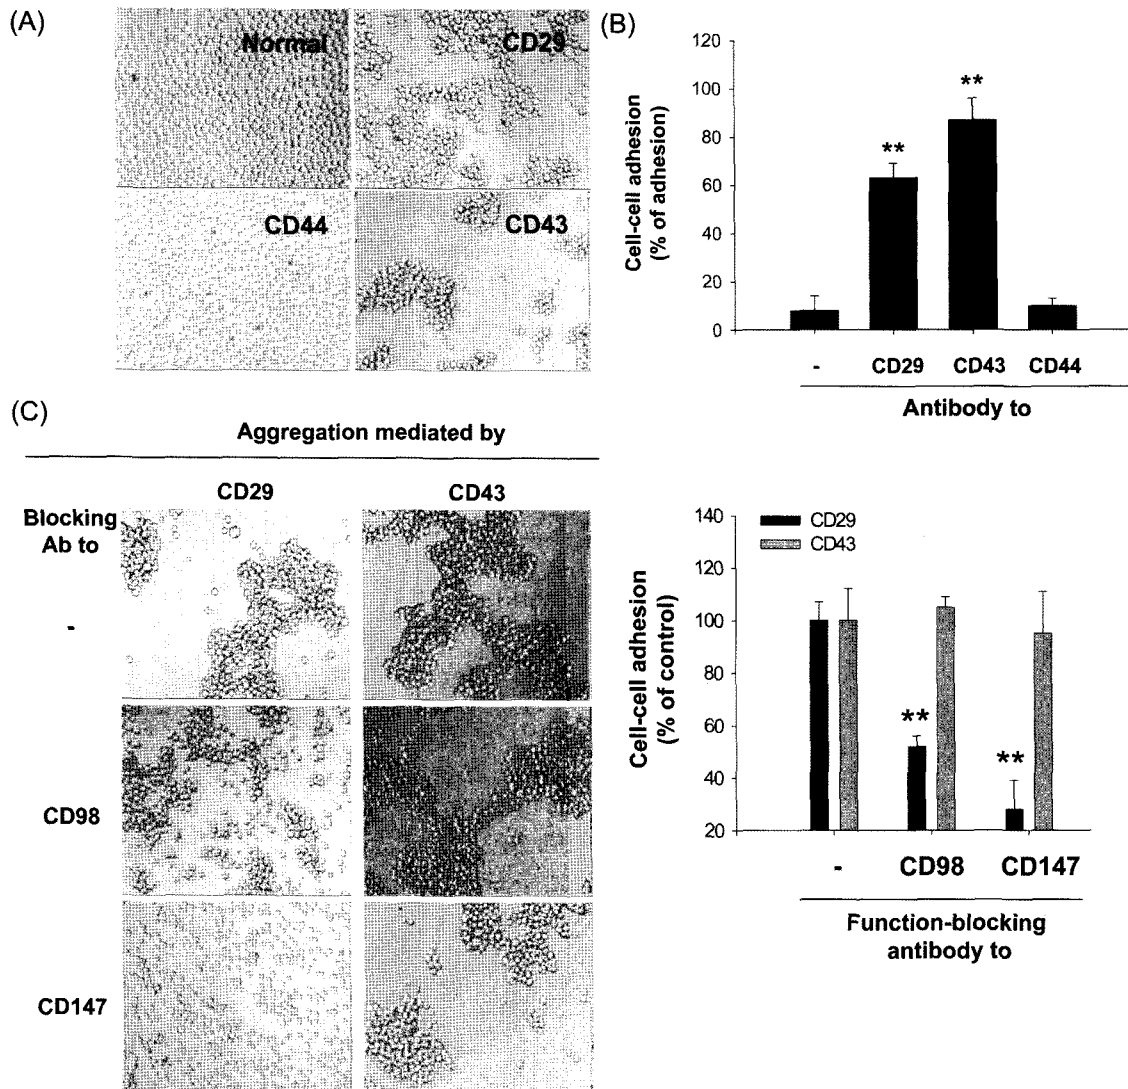 (A)
Normal
CD29
CD44
CD43
(B)
120
100
80
60
40
20
0
Cell-cell adhesion
(% of adhesion)
**
**
-
CD29
CD43
CD44
Antibody to
(C)
Aggregation mediated by
CD29
CD43
Blocking
Ab to
-
CD98
CD147
140
120
100
80
60
40
20
Cell-cell adhesion
(% of control)
CD29
CD43
**
**
-
CD98
CD147
Function-blocking
antibody to